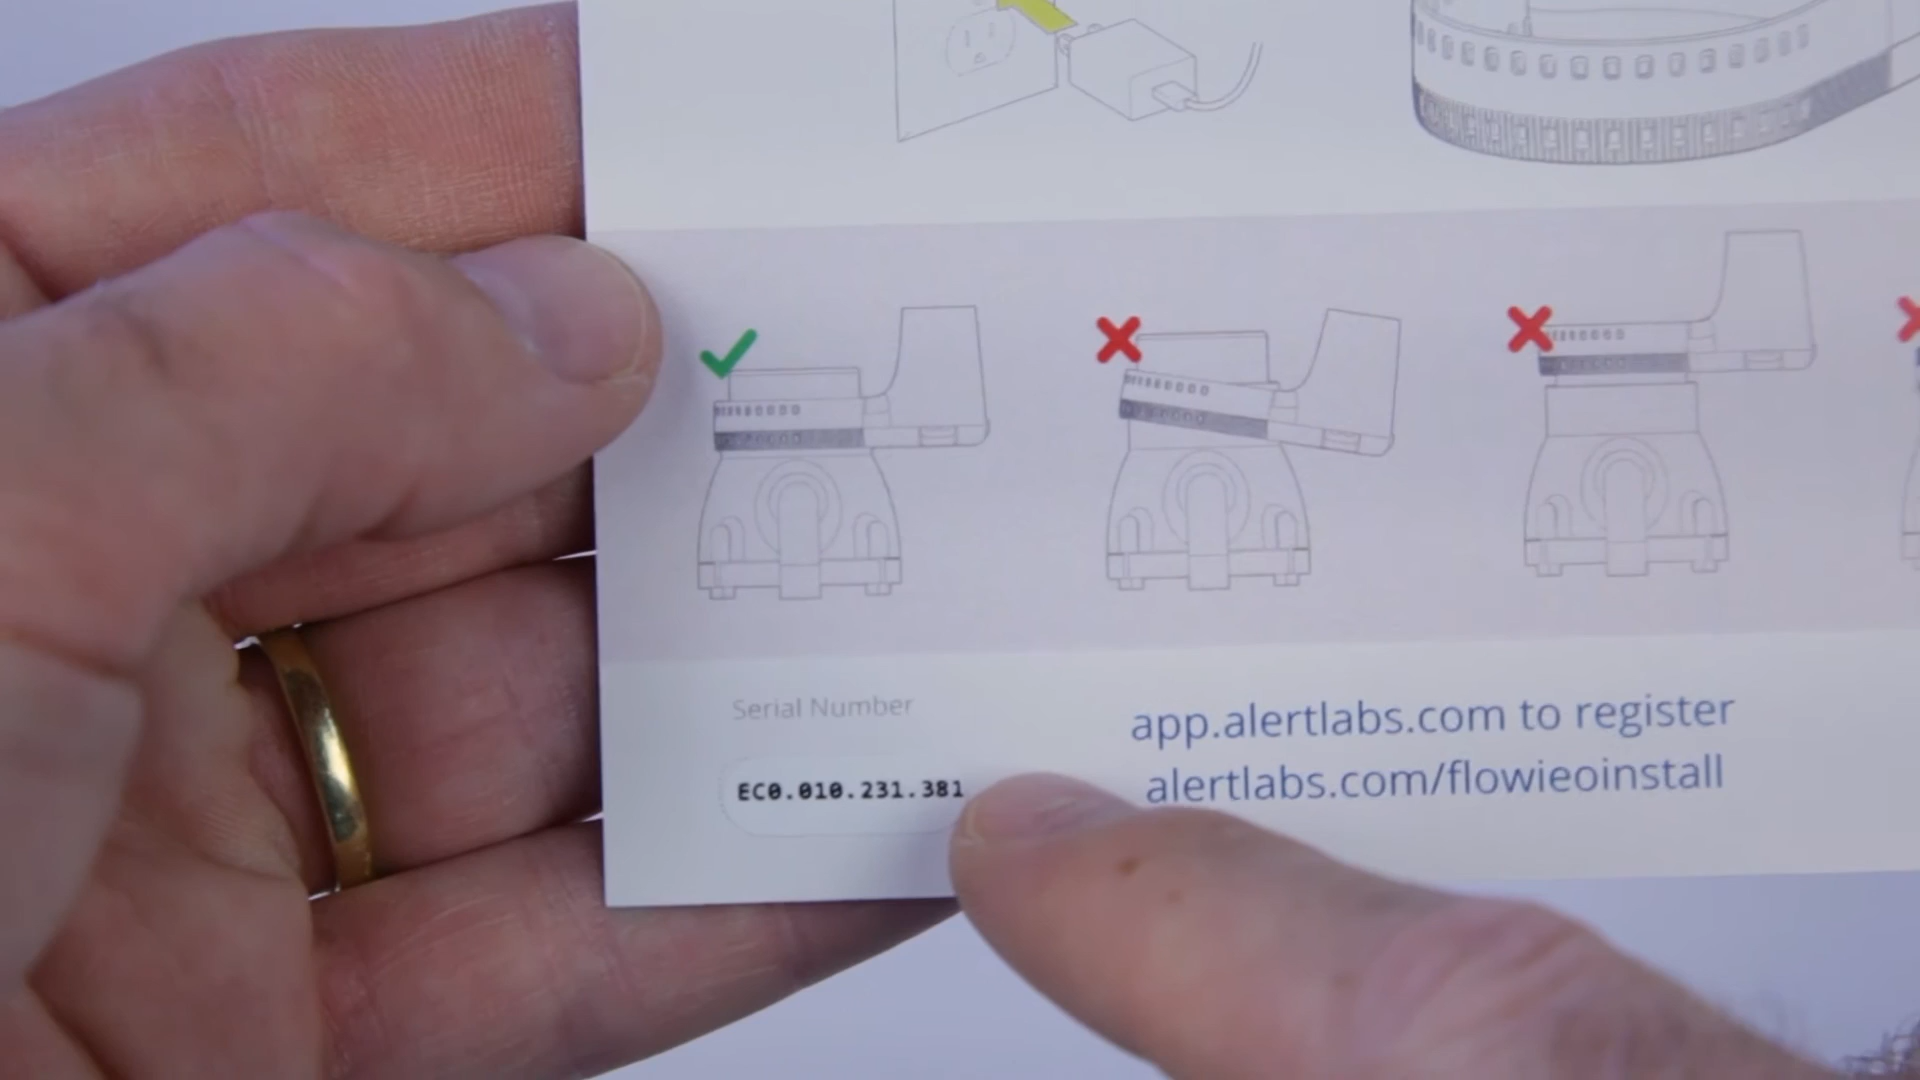 Serial Number
EC0.010.231.381
app.alertlabs.com to register
alertlabs.com/flowieoinstall